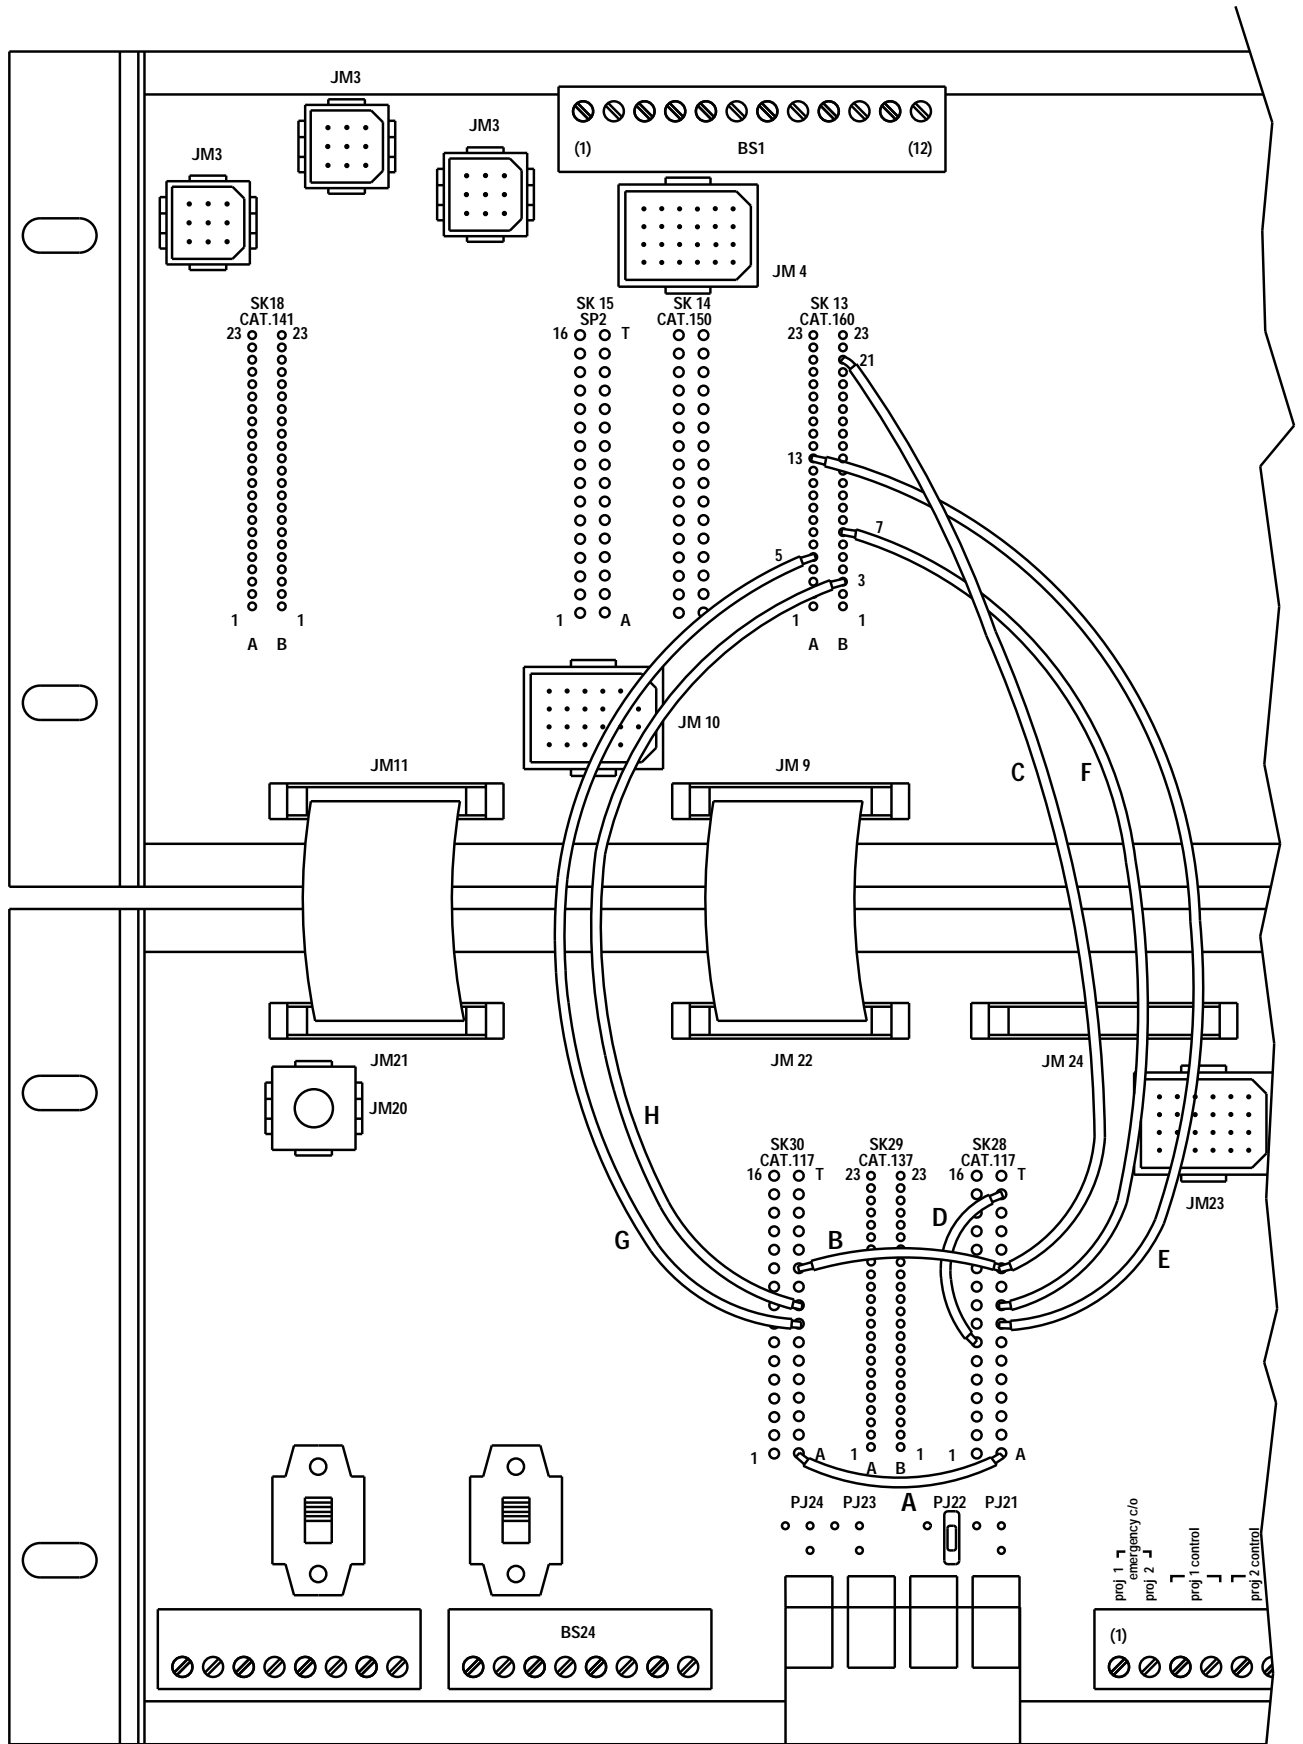 JM3
JM3
JM3
(1) BS1 (12)
JM 4
SK18
CAT.141
23 23
1 1
A B
SK 15
SP2
16 T
1 A
SK 14
CAT.150
SK 13
CAT.160
23 23
21
13
7
5
3
1 1
A B
JM 10
JM11
JM 9
C
F
JM21
JM 22
JM 24
JM20
H
JM23
SK30
CAT.117
16 T
SK29
CAT.137
23 23
SK28
CAT.117
16 T
D
B
G
E
1 A
1 1
A B
1 A
A
PJ24 PJ23 PJ22 PJ21
proj 1
emergency c/o
proj 2
proj 1 control
proj 2 control
BS24
(1)